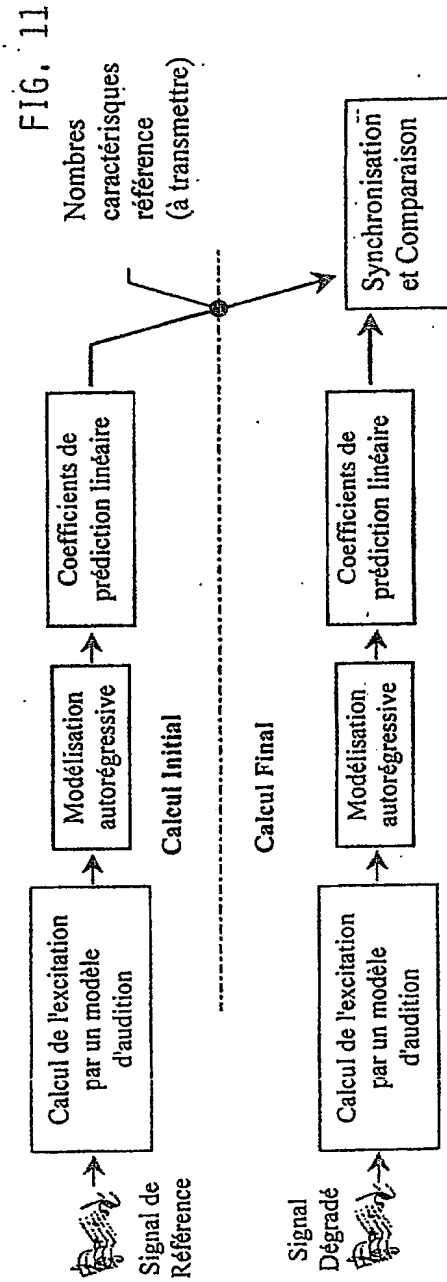 FIG. 11
Nombres
caractérisques
référence
(à transmettre)
Signal de
Référence
Calcul de l'excitation
par un modèle
d'audition
Modélisation
autorégressive
Coefficients de
prédiction linéaire
Calcul Initial
Calcul Final
Signal
Dégradé
Calcul de l'excitation
par un modèle
d'audition
Modélisation
autorégressive
Coefficients de
prédiction linéaire
Synchronisation
et Comparaison